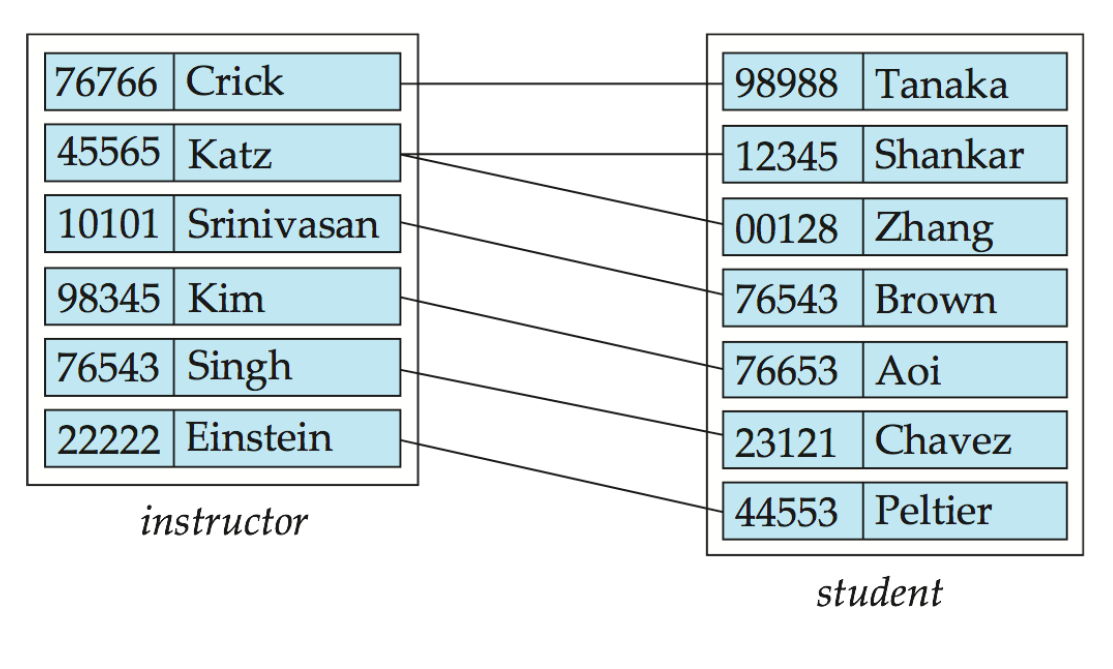 76766 Crick
45565 Katz
10101 Srinivasan
98345 Kim
76543 Singh
22222 Einstein
instructor
98988 Tanaka
12345 Shankar
00128 Zhang
76543 Brown
76653 Aoi
23121 Chavez
44553 Peltier
student